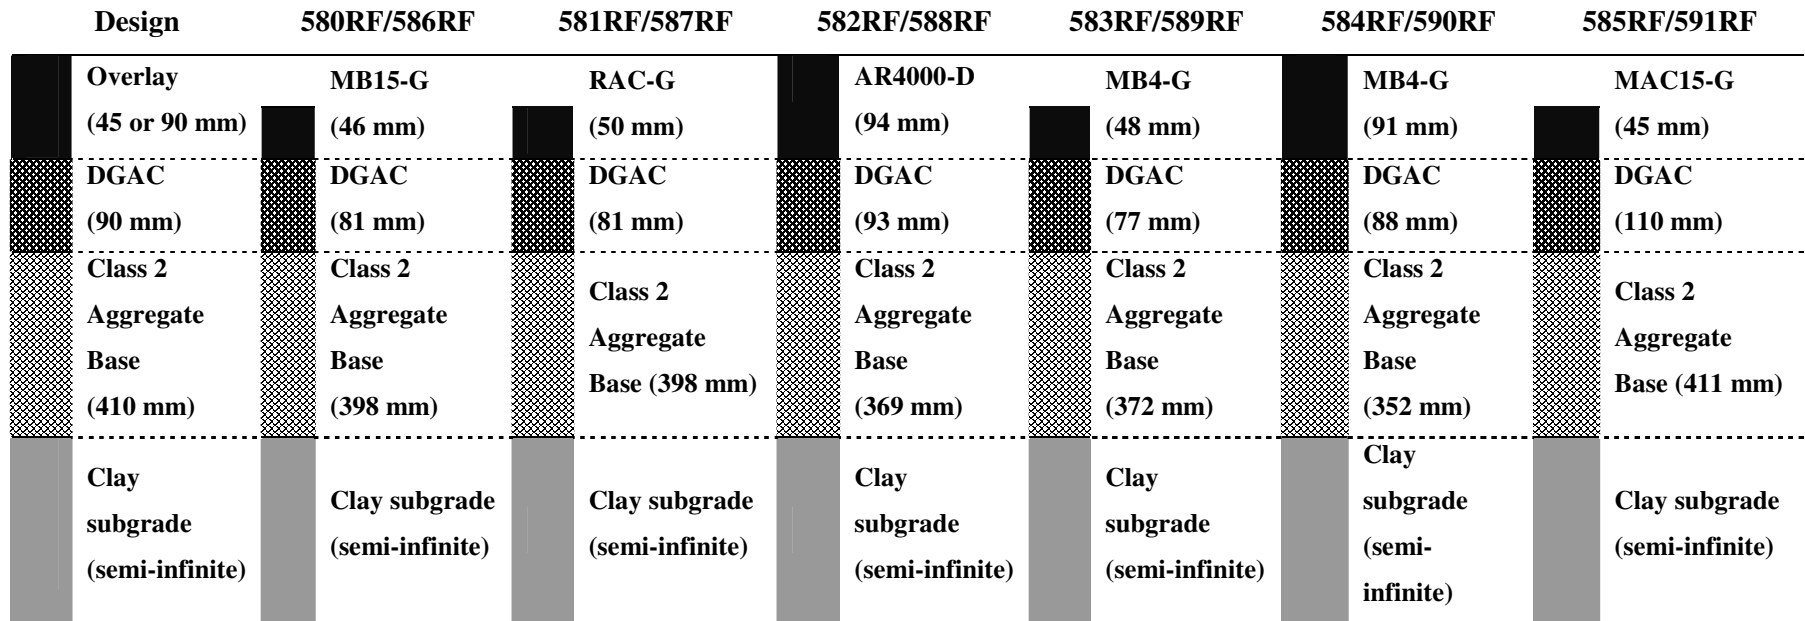 Design 580RF/586RF 581RF/587RF 582RF/588RF 583RF/589RF 584RF/590RF 585RF/591RF
Overlay
(45 or 90 mm)
MB15-G
(46 mm)
RAC-G
(50 mm)
AR4000-D
(94 mm)
MB4-G
(48 mm)
MB4-G
(91 mm)
MAC15-G
(45 mm)
DGAC
(90 mm)
DGAC
(81 mm)
DGAC
(81 mm)
DGAC
(93 mm)
DGAC
(77 mm)
DGAC
(88 mm)
DGAC
(110 mm)
Class 2
Aggregate
Base
(410 mm)
Class 2
Aggregate
Base
(398 mm)
Class 2
Aggregate
Base (398 mm)
Class 2
Aggregate
Base
(369 mm)
Class 2
Aggregate
Base
(372 mm)
Class 2
Aggregate
Base
(352 mm)
Class 2
Aggregate
Base (411 mm)
Clay
subgrade
(semi-infinite)
Clay subgrade
(semi-infinite)
Clay subgrade
(semi-infinite)
Clay
subgrade
(semi-infinite)
Clay
subgrade
(semi-infinite)
Clay
subgrade
(semi-
infinite)
Clay subgrade
(semi-infinite)